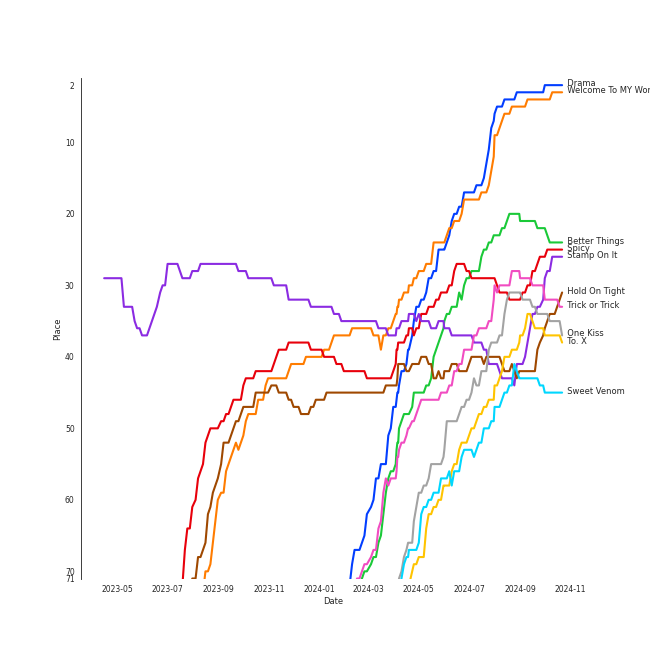 2
10
20
30
40
50
60
70
71
Place
2023-05
2023-07
2023-09
2023-11
2024-01
2024-03
2024-05
2024-07
2024-09
2024-11
Date
Drama
Welcome To MY Wor
Better Things
Spicy
Stamp On It
Hold On Tight
Trick or Trick
One Kiss
To. X
Sweet Venom